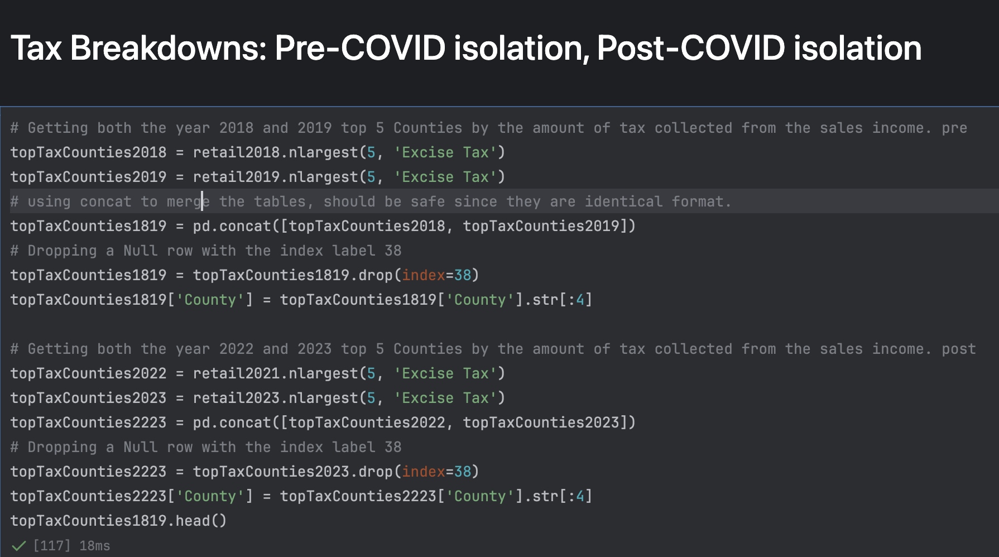 Tax Breakdowns: Pre-COVID isolation, Post-COVID isolation
# Getting both the year 2018 and 2019 top 5 Counties by the amount of tax collected from the sales income. pre
topTaxCounties2018 = retail2018.nlargest(5, 'Excise Tax')
topTaxCounties2019 = retail2019.nlargest(5, 'Excise Tax')
# using concat to merge the tables, should be safe since they are identical format.
topTaxCounties1819 = pd.concat([topTaxCounties2018, topTaxCounties2019])
# Dropping a Null row with the index label 38
topTaxCounties1819 = topTaxCounties1819.drop(index=38)
topTaxCounties1819['County'] = topTaxCounties1819['County'].str[:4]
# Getting both the year 2022 and 2023 top 5 Counties by the amount of tax collected from the sales income. post
topTaxCounties2022 = retail2021.nlargest(5, 'Excise Tax')
topTaxCounties2023 = retail2023.nlargest(5, 'Excise Tax')
topTaxCounties2223 = pd.concat([topTaxCounties2022, topTaxCounties2023])
# Dropping a Null row with the index label 38
topTaxCounties2223 = topTaxCounties2023.drop(index=38)
topTaxCounties2223['County'] = topTaxCounties2223['County'].str[:4]
topTaxCounties1819.head()
[117] 18ms